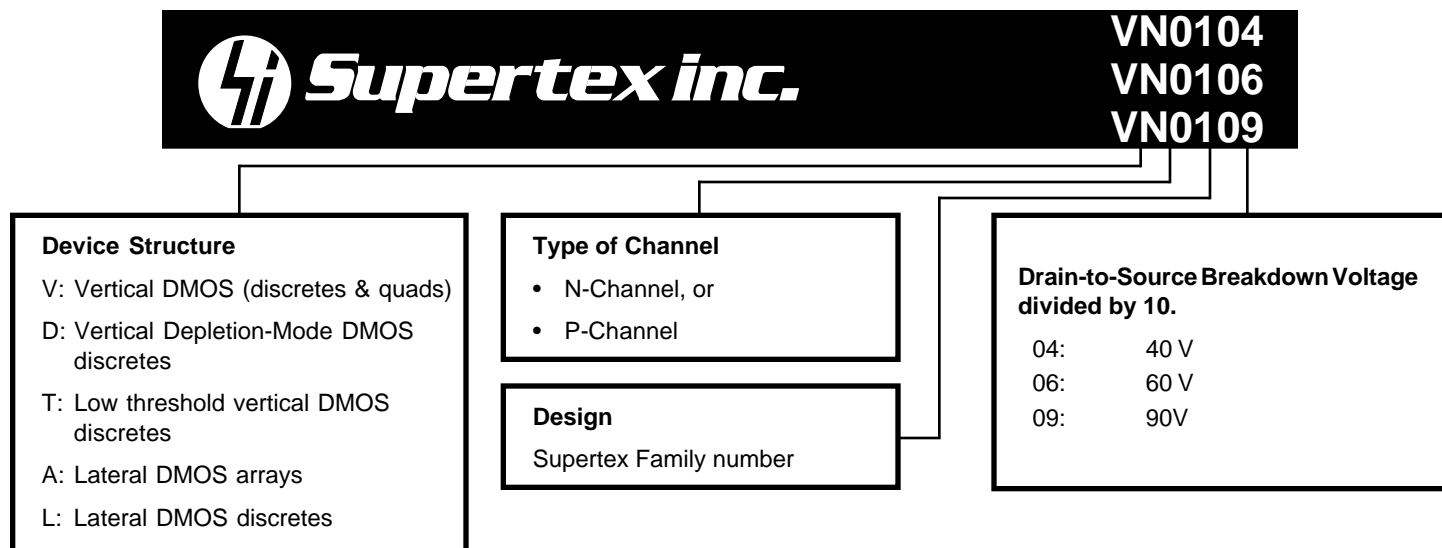 Supertex inc.
VN0104
VN0106
VN0109
Device Structure
V: Vertical DMOS (discretes & quads)
D: Vertical Depletion-Mode DMOS
discretes
T: Low threshold vertical DMOS
discretes
A: Lateral DMOS arrays
L: Lateral DMOS discretes
Type of Channel
• N-Channel, or
• P-Channel
Design
Supertex Family number
Drain-to-Source Breakdown Voltage
divided by 10.
04: 40 V
06: 60 V
09: 90V